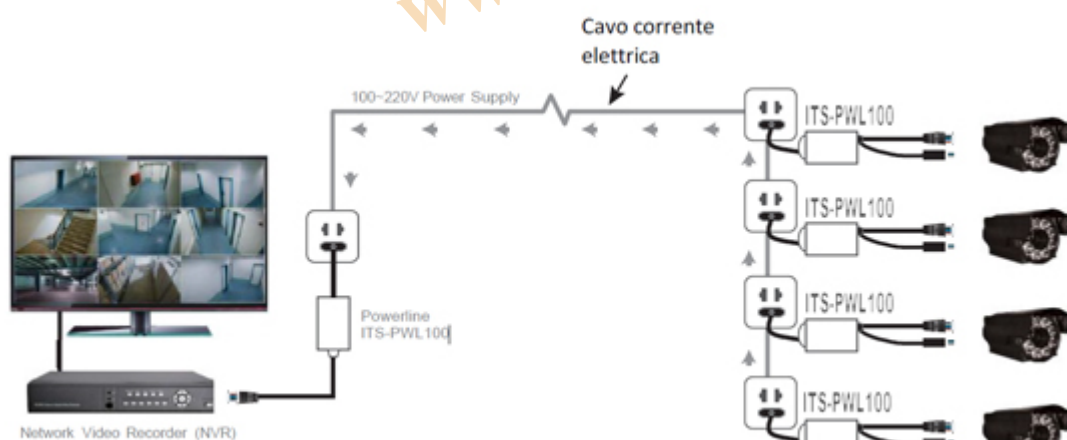 Cavo corrente
elettrica
100~220V Power Supply
ITS-PWL100
ITS-PWL100
ITS-PWL100
Powerline
ITS-PWL100
ITS-PWL100
Network Video Recorder (NVR)